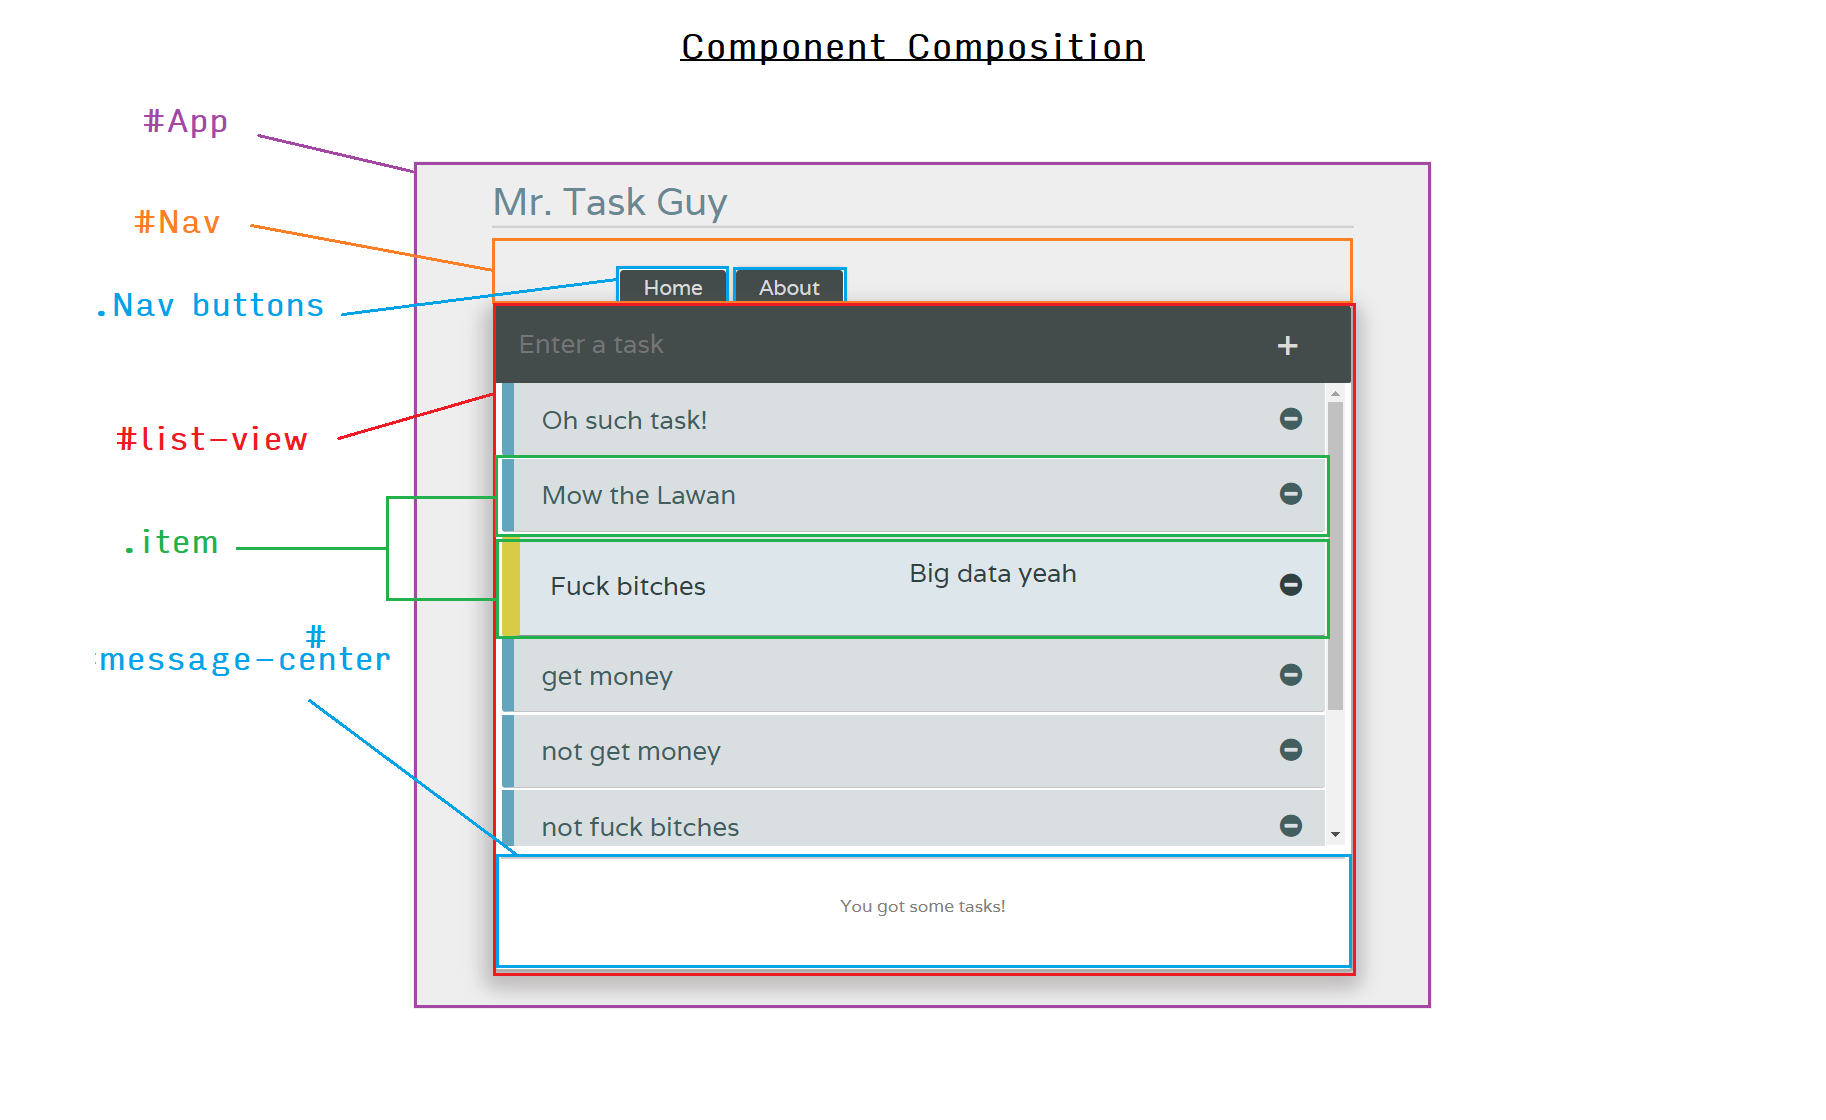 Component Composition
#App
Mr. Task Guy
#Nav
Home
About
.Nav buttons
Enter a task
+
Oh such task!
#list-view
Mow the Lawan
.item
Fuck bitches
Big data yeah
#
message-center
get money
not get money
not fuck bitches
You got some tasks!